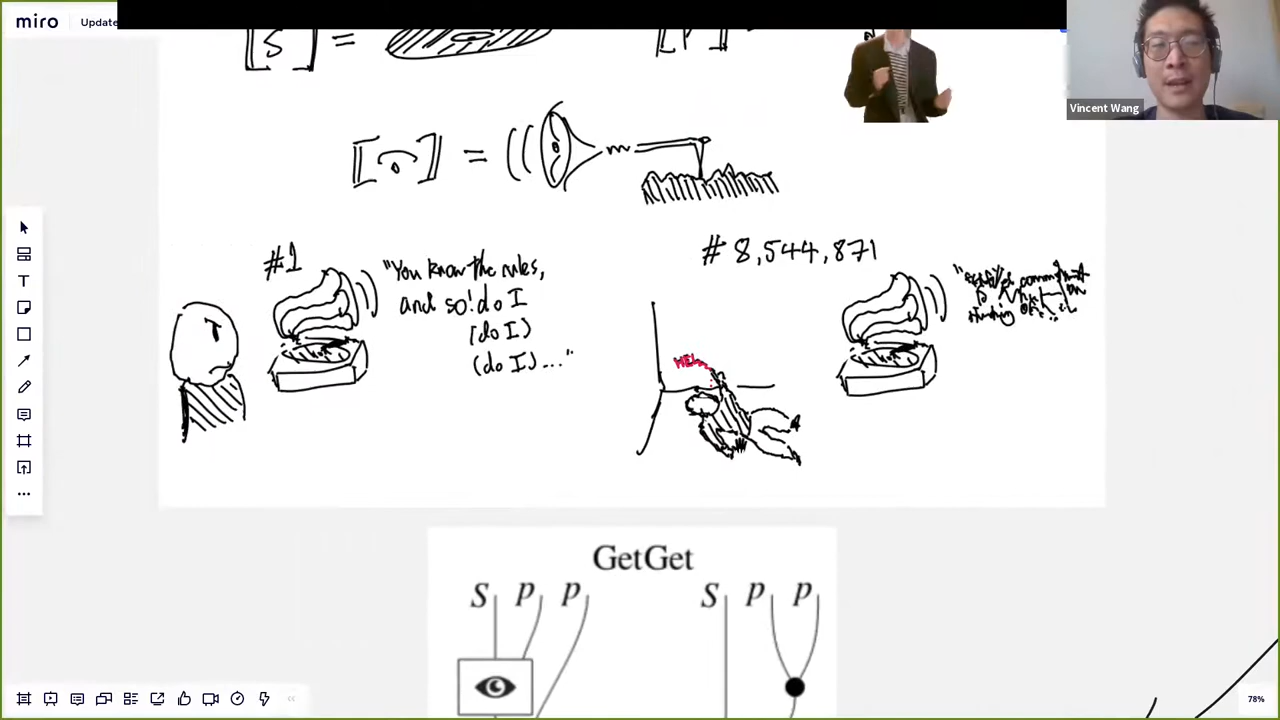 miro
Update
Vincent Wang
[[S]] =
=
#1
"You know the rules,
and so! do I
(do I)
(do I)..."
# 8,544,871
HEL
GetGet
S p p
S p p
78%